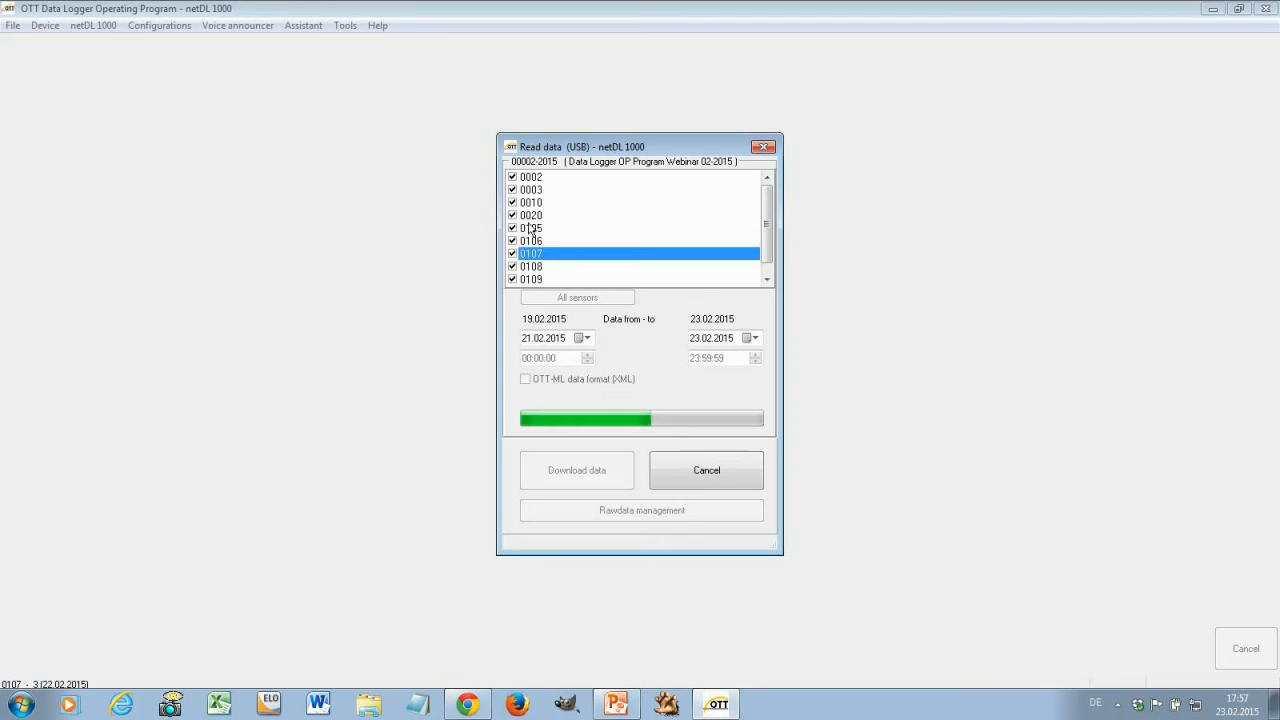 OTT Data Logger Operating Program - netDL 1000
File Device netDL 1000 Configurations Voice announcer Assistant Tools Help
OTT Read data (USB) - netDL 1000
00002-2015 ( Data Logger OP Program Webinar 02-2015 )
0002
0003
0010
0020
0105
0106
0107
0108
0109
All sensors
19.02.2015 Data from - to 23.02.2015
21.02.2015 23.02.2015
00:00:00 23:59:59
OTT-ML data format (XML)
Download data Cancel
Rawdata management
Cancel
0107 - 3 (22.02.2015)
ELO OTT DE 17:57
23.02.2015